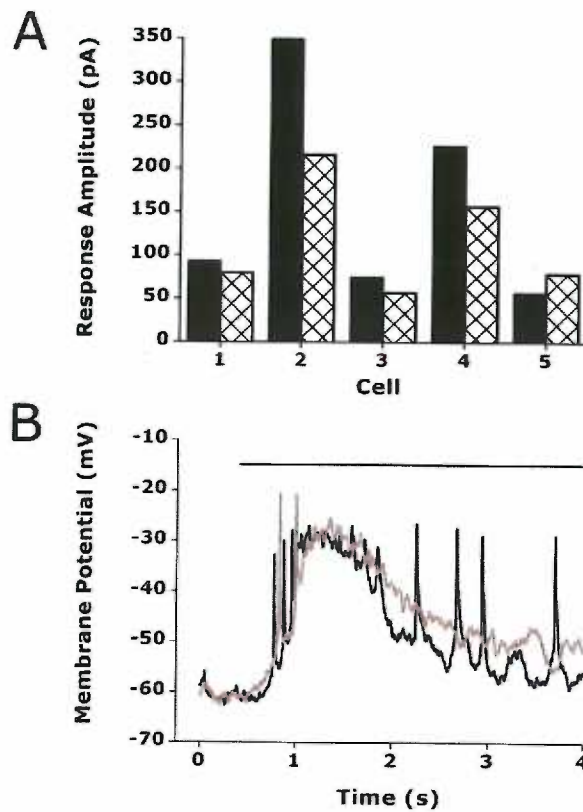 A
Response Amplitude (pA)
350
300
250
200
150
100
50
0
1 2 3 4 5
Cell
B
Membrane Potential (mV)
-10
-20
-30
-40
-50
-60
-70
0 1 2 3 4
Time (s)